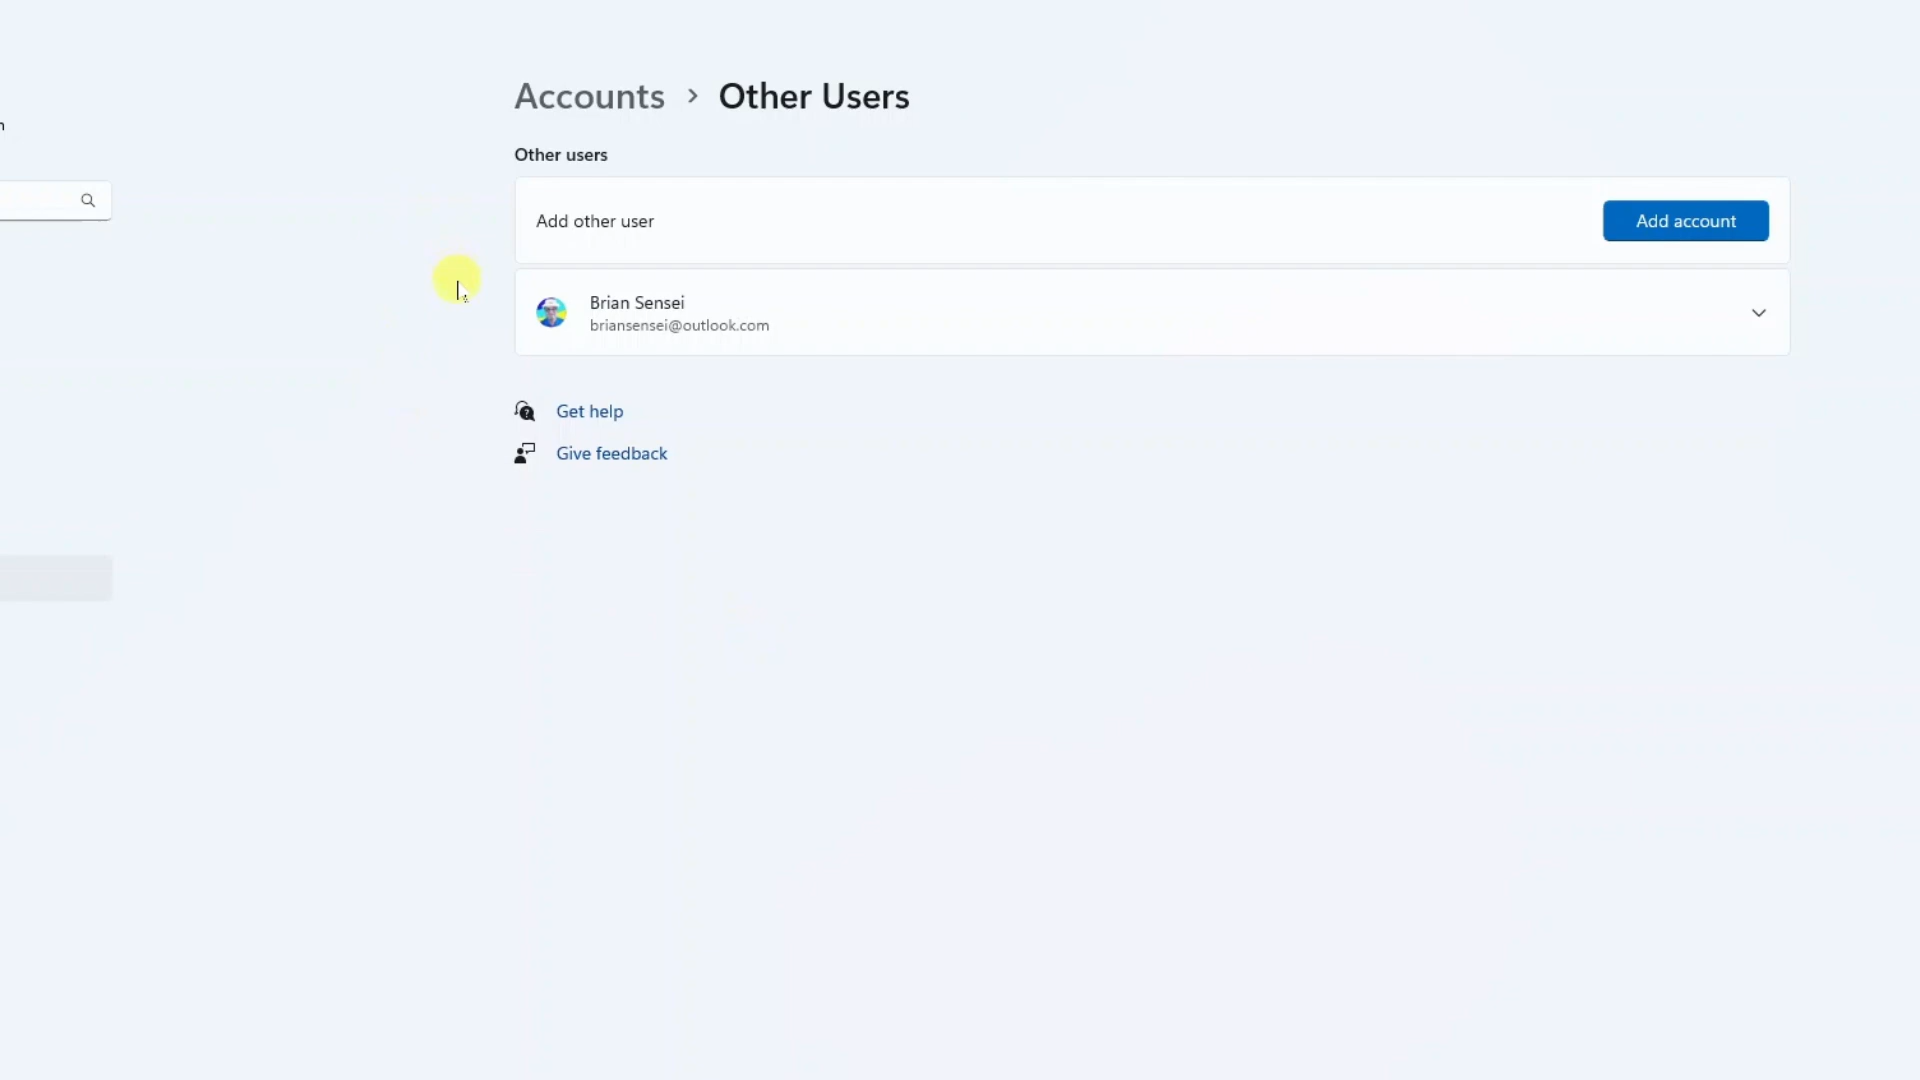 Accounts > Other Users
n
Other users
Add other user
Add account
Brian Sensei
briansensei@outlook.com
Get help
Give feedback